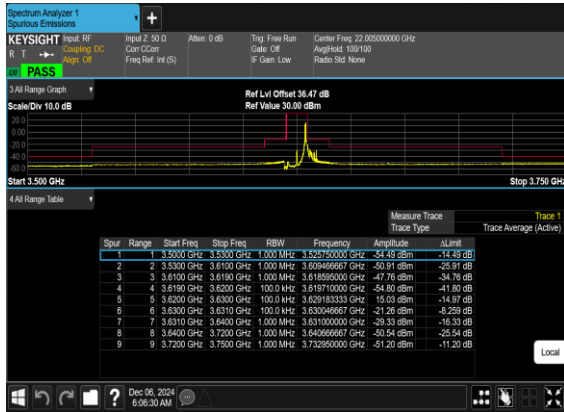 Spectrum Analyzer 1
Spurious Emissions
+
KEYSIGHT Input: RF Input Z: 50 Ω Atten: 0 dB Trig: Free Run Center Freq: 22.005000000 GHz
R T Coupling: DC Corr CCorr Gate: Off Avg|Hold: 100/100
Align: Off Freq Ref: Int (S) IF Gain: Low Radio Std: None
LW PASS
3 All Range Graph
Ref Lvl Offset 36.47 dB
Scale/Div 10.0 dB Ref Value 30.00 dBm
20.0
0.00
-20.0
-40.0
-60.0
Start 3.500 GHz Stop 3.750 GHz
4 All Range Table
Measure Trace Trace 1
Trace Type Trace Average (Active)
Spur Range Start Freq Stop Freq RBW Frequency Amplitude ΔLimit
1 1 3.5000 GHz 3.5300 GHz 1.000 MHz 3.525750000 GHz -54.49 dBm -14.49 dB
2 2 3.5300 GHz 3.6100 GHz 1.000 MHz 3.609466667 GHz -50.91 dBm -25.91 dB
3 3 3.6100 GHz 3.6190 GHz 1.000 MHz 3.618595000 GHz -47.76 dBm -34.76 dB
4 4 3.6190 GHz 3.6200 GHz 100.0 kHz 3.619710000 GHz -54.80 dBm -41.80 dB
5 5 3.6200 GHz 3.6300 GHz 100.0 kHz 3.629183333 GHz 15.03 dBm -14.97 dB
6 6 3.6300 GHz 3.6310 GHz 100.0 kHz 3.630046667 GHz -21.26 dBm -8.259 dB
7 7 3.6310 GHz 3.6400 GHz 1.000 MHz 3.631000000 GHz -29.33 dBm -16.33 dB
8 8 3.6400 GHz 3.7200 GHz 1.000 MHz 3.640666667 GHz -50.54 dBm -25.54 dB
9 9 3.7200 GHz 3.7500 GHz 1.000 MHz 3.732950000 GHz -51.20 dBm -11.20 dB
Local
? Dec 06, 2024
6:06:30 AM